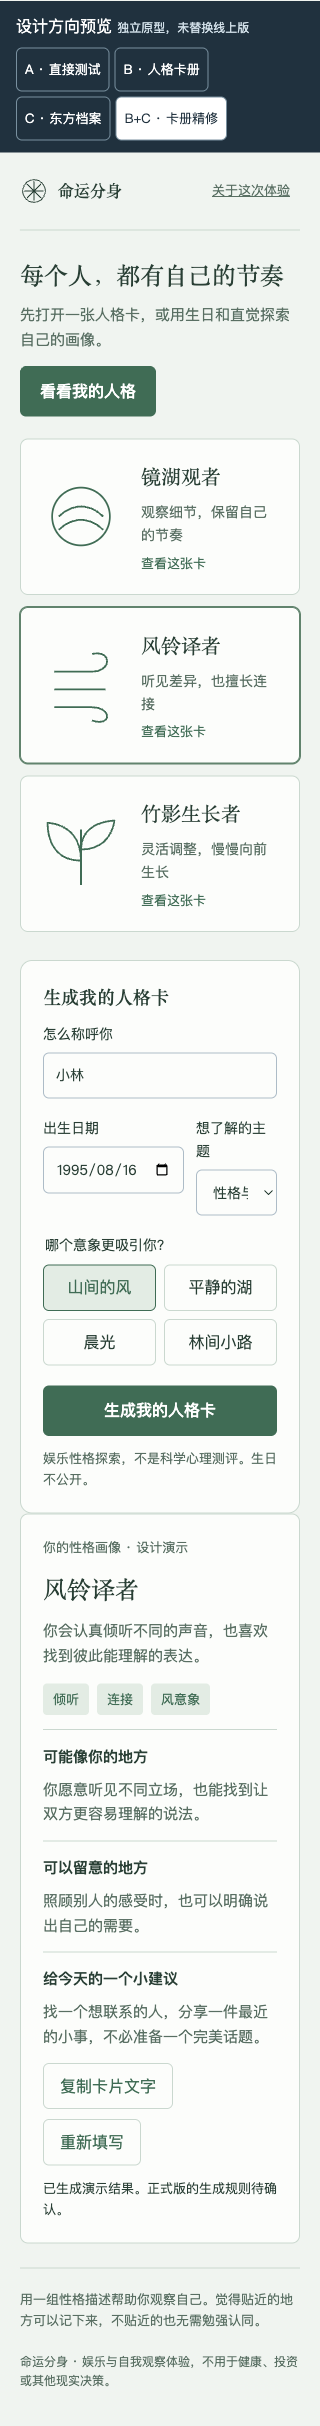 设计方向预览 独立原型，未替换线上版
A · 直接测试
B · 人格卡册
C · 东方档案
B+C · 卡册精修
命运分身
关于这次体验
每个人，都有自己的节奏
先打开一张人格卡，或用生日和直觉探索
自己的画像。
看看我的人格
镜湖观者
观察细节，保留自己
的节奏
查看这张卡
风铃译者
听见差异，也擅长连
接
查看这张卡
竹影生长者
灵活调整，慢慢向前
生长
查看这张卡
生成我的人格卡
怎么称呼你
小林
出生日期
1995/08/16
想了解的主
题
性格与
哪个意象更吸引你?
山间的风
平静的湖
晨光
林间小路
生成我的人格卡
娱乐性格探索，不是科学心理测评。生日
不公开。
你的性格画像 · 设计演示
风铃译者
你会认真倾听不同的声音，也喜欢
找到彼此能理解的表达。
倾听
连接
风意象
可能像你的地方
你愿意听见不同立场，也能找到让
双方更容易理解的说法。
可以留意的地方
照顾别人的感受时，也可以明确说
出自己的需要。
给今天的一个小建议
找一个想联系的人，分享一件最近
的小事，不必准备一个完美话题。
复制卡片文字
重新填写
已生成演示结果。正式版的生成规则待确
认。
用一组性格描述帮助你观察自己。觉得贴近的地
方可以记下来，不贴近的也无需勉强认同。
命运分身 · 娱乐与自我观察体验，不用于健康、投资
或其他现实决策。